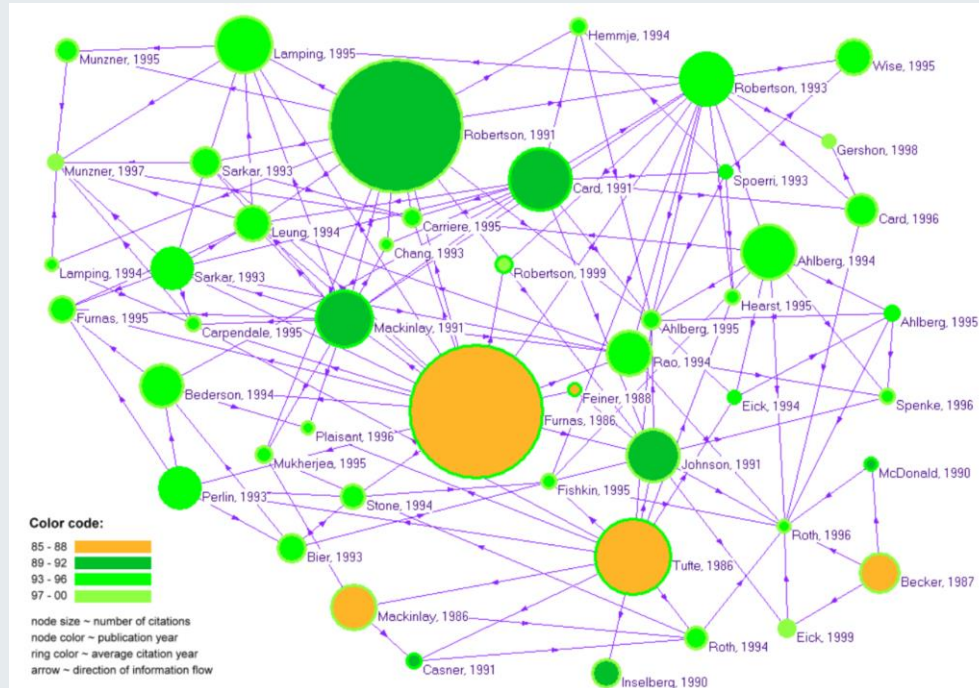 Hemmje, 1994
Munzner, 1995
Lamping, 1995
Wise, 1995
Robertson, 1993
Robertson, 1991
Gershon, 1998
Munzner, 1997
Sarkar, 1993
Spoerri, 1993
Card, 1991
Card, 1996
Carriere, 1995
Leung, 1994
Chang, 1993
Ahlberg, 1994
Lamping, 1994
Sarkar, 1993
Robertson, 1999
Hearst, 1995
Furnas, 1995
Carpendale, 1995
Mackinlay, 1991
Ahlberg, 1995
Ahlberg, 1995
Rao, 1994
Bederson, 1994
Feiner, 1988
Eick, 1994
Spenke, 1996
Furnas, 1986
Plaisant, 1996
Mukherjea, 1995
Johnson, 1991
McDonald, 1990
Perlin, 1993
Stone, 1994
Fishkin, 1995
Roth, 1996
Bier, 1993
Tufte, 1986
Becker, 1987
Mackinlay, 1986
Roth, 1994
Eick, 1999
Casner, 1991
Inselberg, 1990
Color code:
85 - 88
89 - 92
93 - 96
97 - 00
node size ~ number of citations
node color ~ publication year
ring color ~ average citation year
arrow ~ direction of information flow